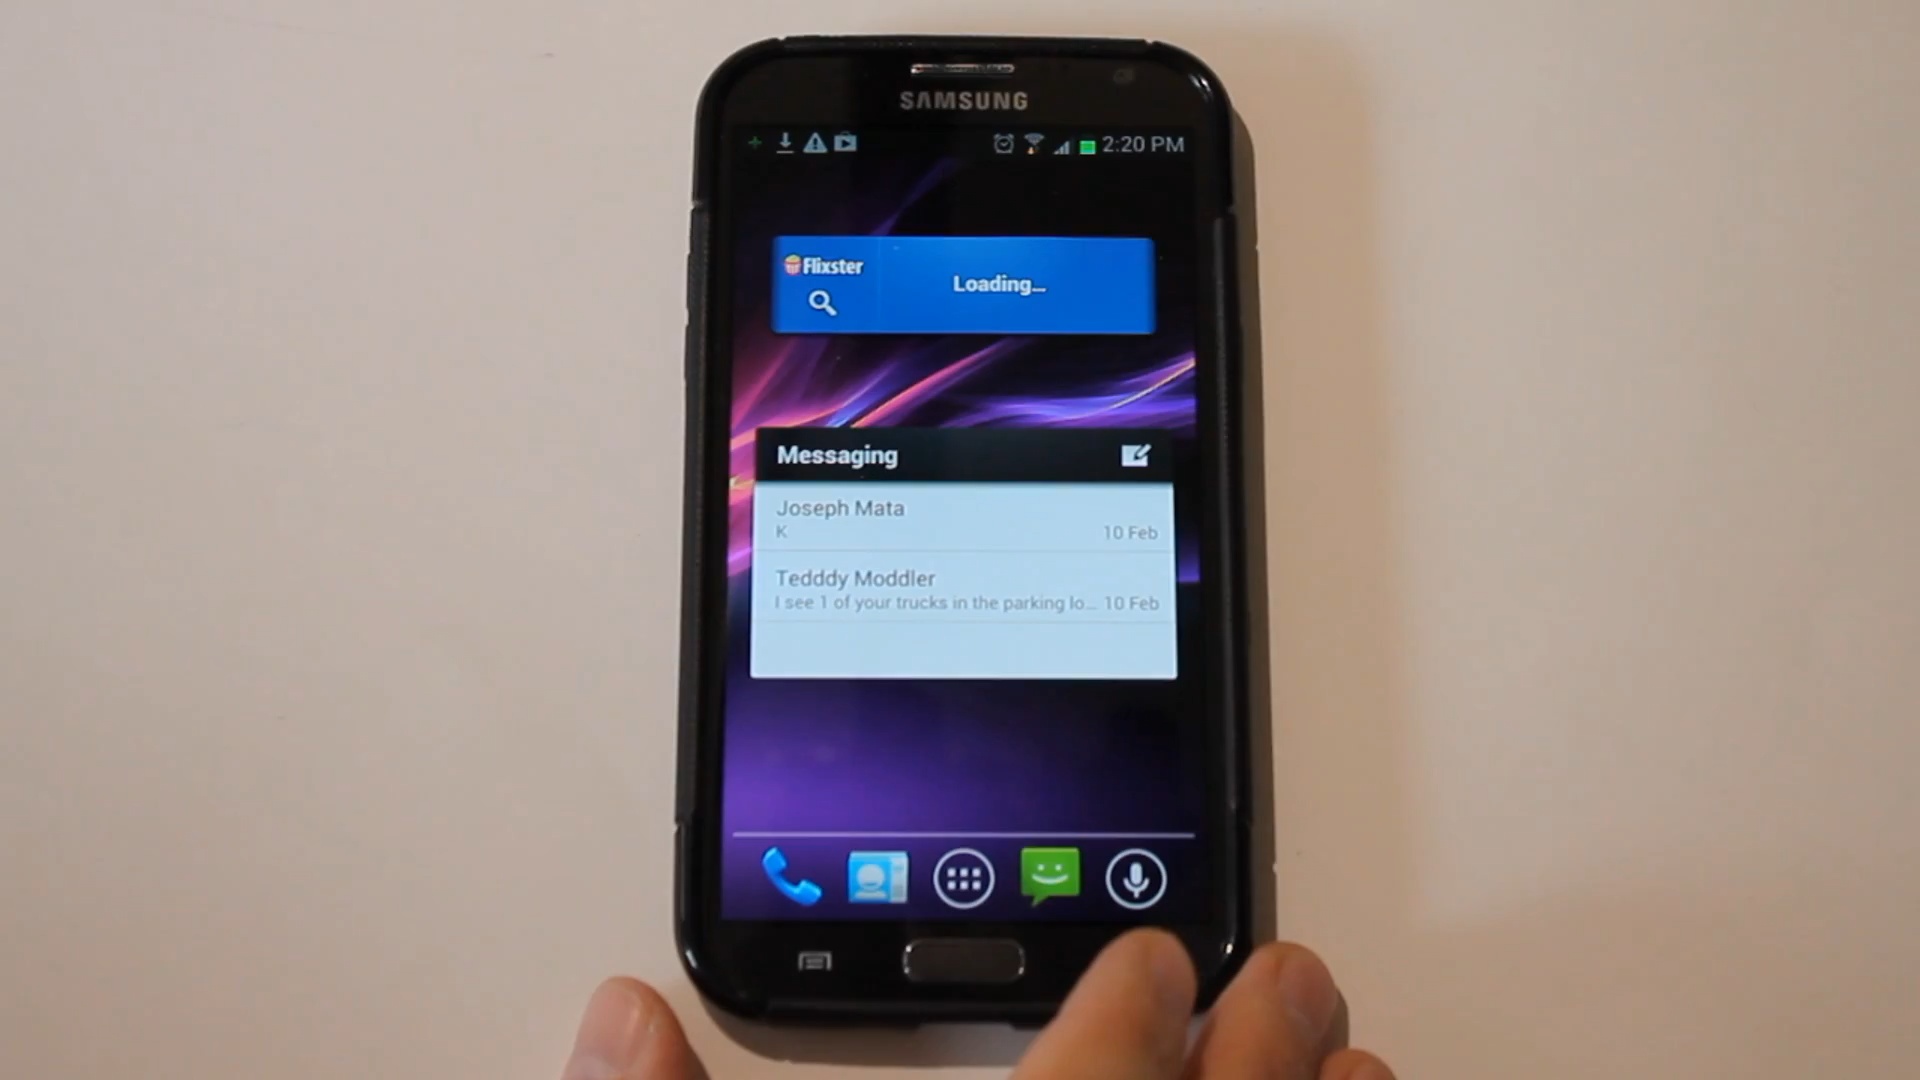 SAMSUNG
2:20 PM
Flixster
Loading...
Messaging
Joseph Mata
K 10 Feb
Tedddy Moddler
I see 1 of your trucks in the parking lo... 10 Feb